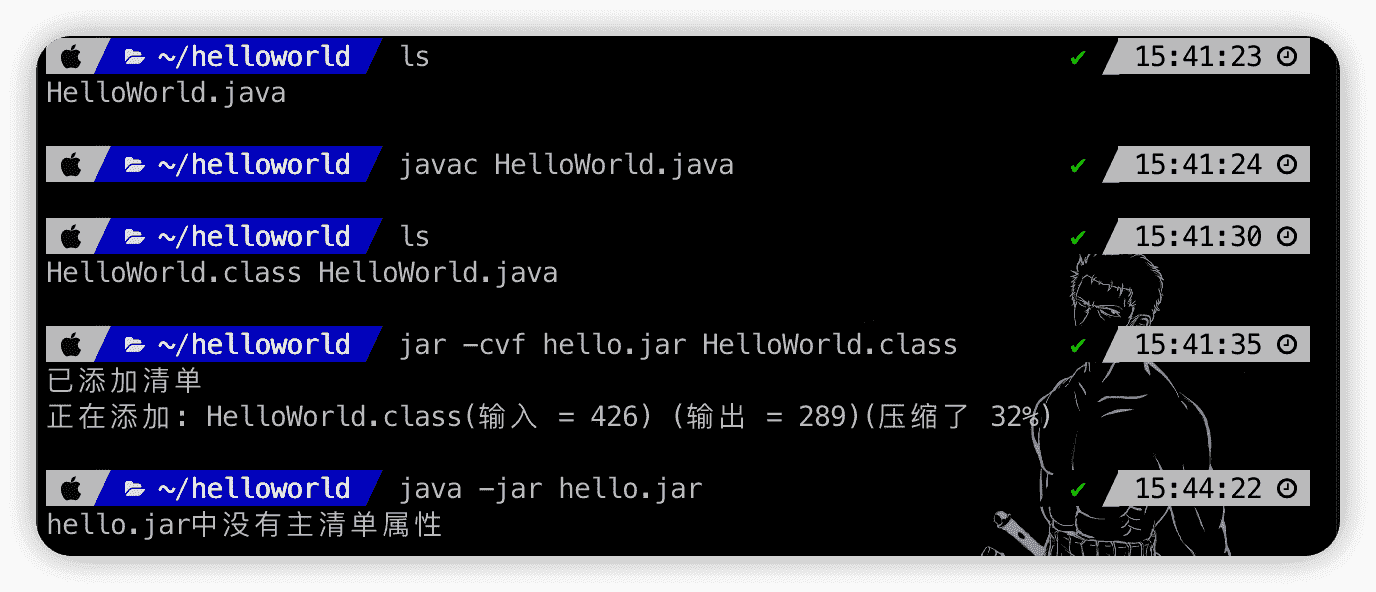 ~/helloworld ls ✔ 15:41:23
HelloWorld.java
~/helloworld javac HelloWorld.java ✔ 15:41:24
~/helloworld ls ✔ 15:41:30
HelloWorld.class HelloWorld.java
~/helloworld jar -cvf hello.jar HelloWorld.class ✔ 15:41:35
已添加清单
正在添加: HelloWorld.class(输入 = 426) (输出 = 289)(压缩了 32%)
~/helloworld java -jar hello.jar ✔ 15:44:22
hello.jar中没有主清单属性